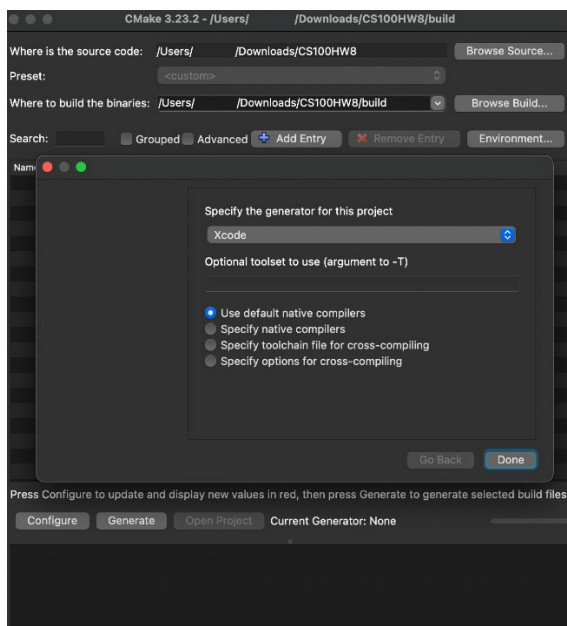 CMake 3.23.2 - /Users/ /Downloads/CS100HW8/build
Where is the source code: /Users/ /Downloads/CS100HW8 Browse Source...
Preset: <custom>
Where to build the binaries: /Users/ /Downloads/CS100HW8/build Browse Build...
Search: Grouped Advanced Add Entry Remove Entry Environment...
Nam
Specify the generator for this project
Xcode
Optional toolset to use (argument to -T)
Use default native compilers
Specify native compilers
Specify toolchain file for cross-compiling
Specify options for cross-compiling
Go Back Done
Press Configure to update and display new values in red, then press Generate to generate selected build files
Configure Generate Open Project Current Generator: None